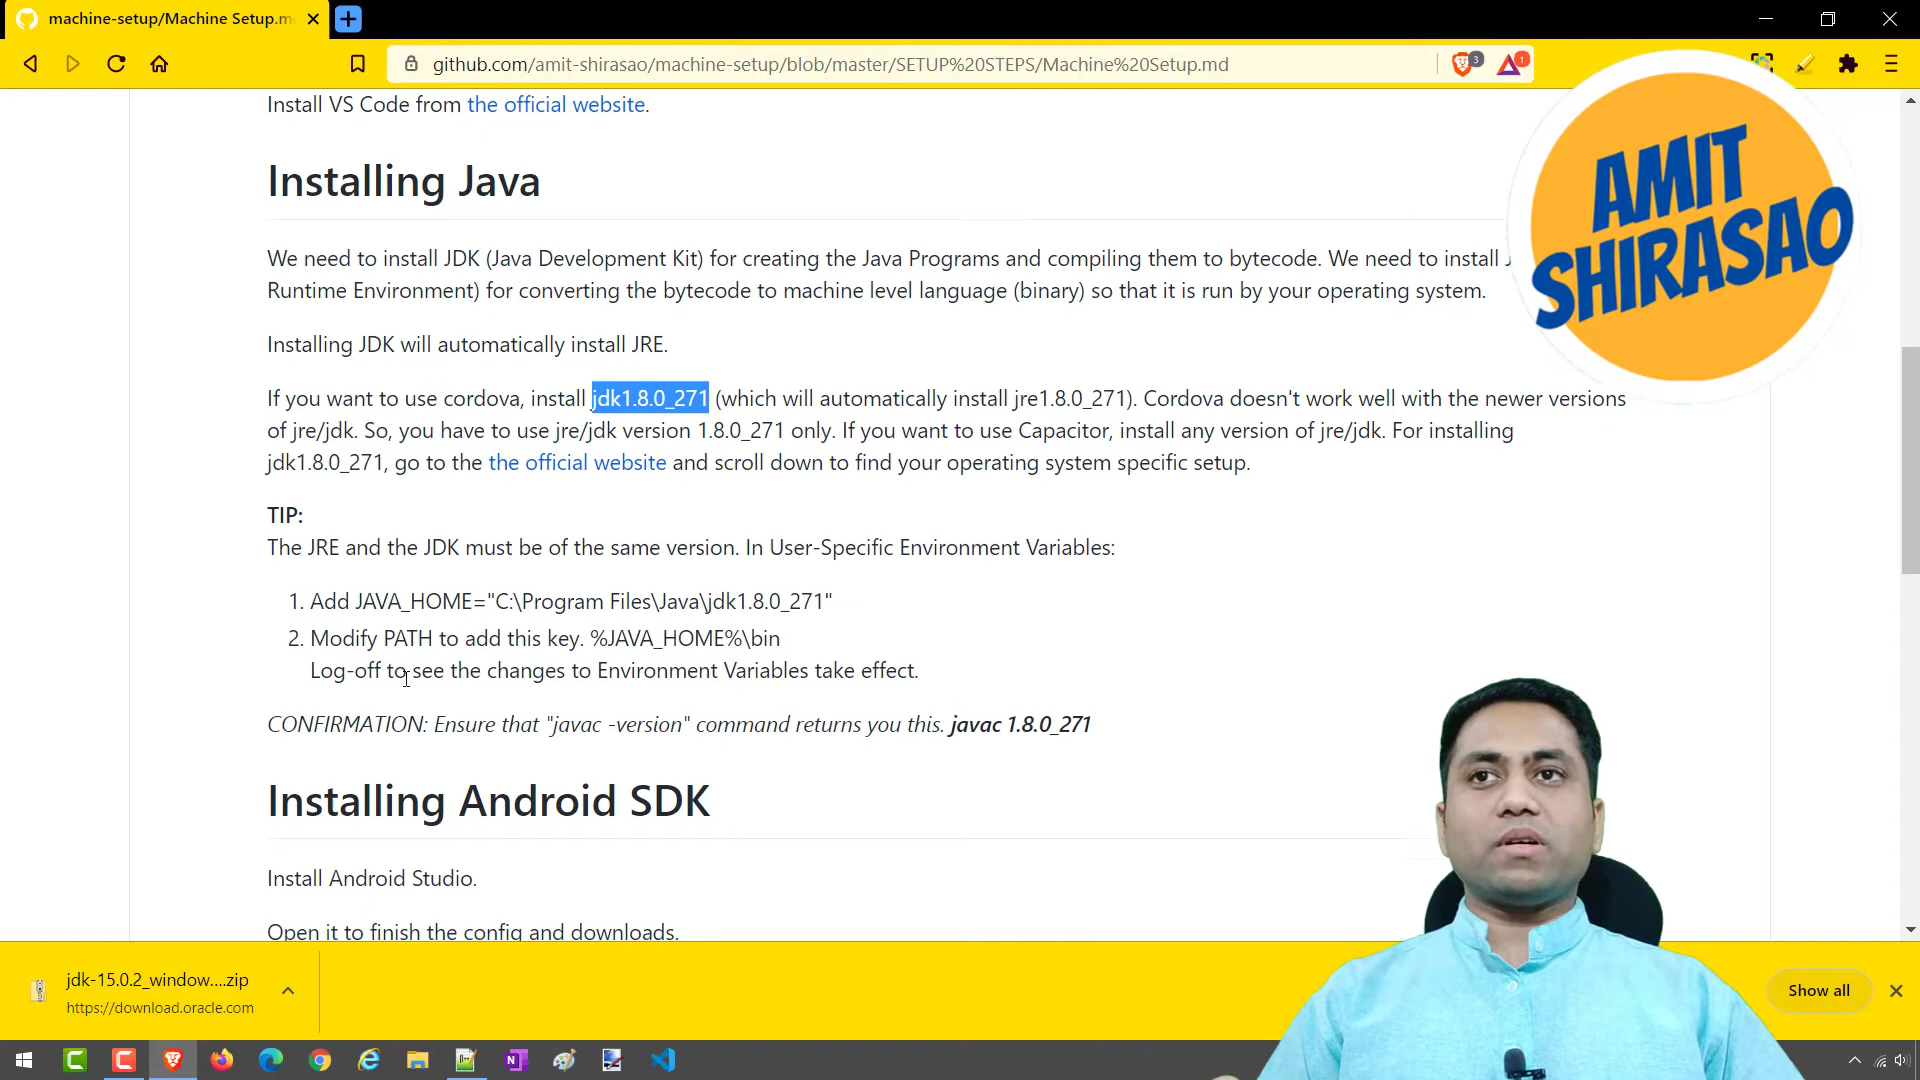 machine-setup/Machine Setup.m
github.com/amit-shirasao/machine-setup/blob/master/SETUP%20STEPS/Machine%20Setup.md
3
1
Install VS Code from the official website.
Installing Java
We need to install JDK (Java Development Kit) for creating the Java Programs and compiling them to bytecode. We need to install J
Runtime Environment) for converting the bytecode to machine level language (binary) so that it is run by your operating system.
Installing JDK will automatically install JRE.
If you want to use cordova, install jdk1.8.0_271 (which will automatically install jre1.8.0_271). Cordova doesn't work well with the newer versions
of jre/jdk. So, you have to use jre/jdk version 1.8.0_271 only. If you want to use Capacitor, install any version of jre/jdk. For installing
jdk1.8.0_271, go to the the official website and scroll down to find your operating system specific setup.
TIP:
The JRE and the JDK must be of the same version. In User-Specific Environment Variables:
1. Add JAVA_HOME="C:\Program Files\Java\jdk1.8.0_271"
2. Modify PATH to add this key. %JAVA_HOME%\bin
Log-off to see the changes to Environment Variables take effect.
CONFIRMATION: Ensure that "javac -version" command returns you this. javac 1.8.0_271
Installing Android SDK
Install Android Studio.
Open it to finish the config and downloads.
AMIT
SHIRASAO
jdk-15.0.2_window....zip
https://download.oracle.com
Show all